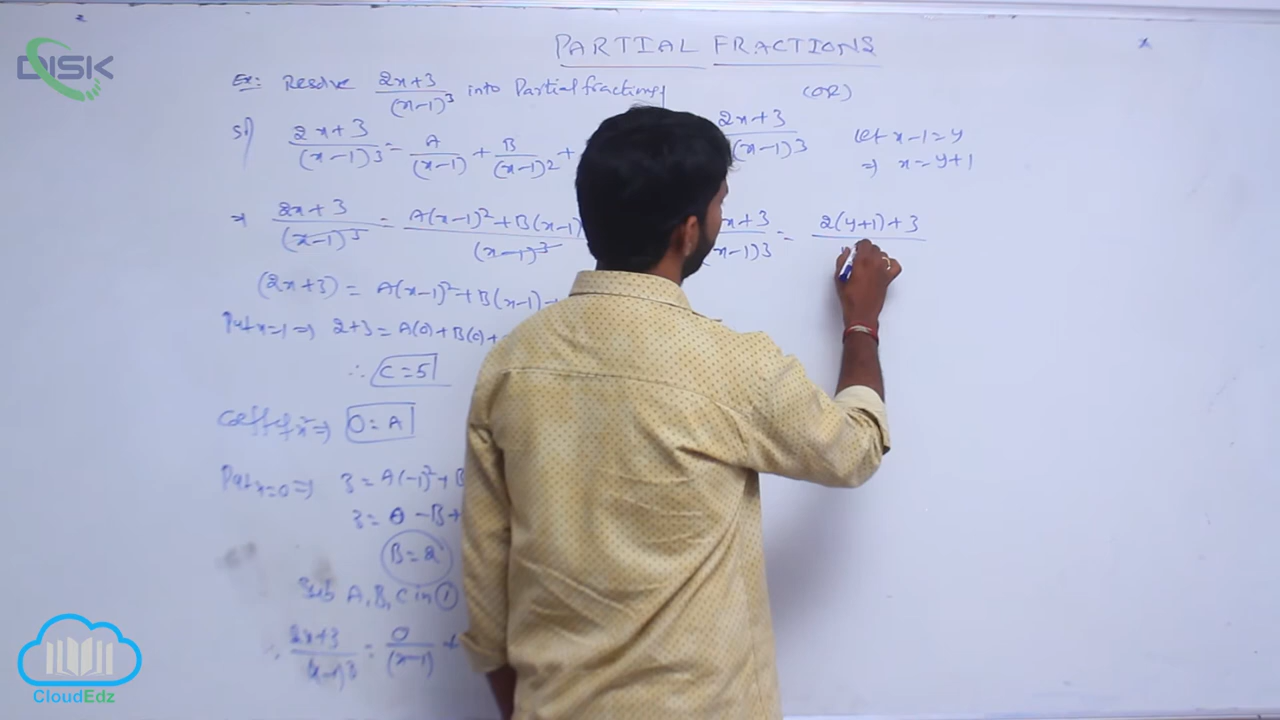 DISK
PARTIAL FRACTIONS
Ex: Resolve (2x+3)/(x-1)^3 into Partial fractions
(OR)
Sol (2x+3)/(x-1)^3 = A/(x-1) + B/(x-1)^2 +
(2x+3)/(x-1)^3
Let x-1=y
⇒ x=y+1
⇒ (2x+3)/(x-1)^3 = (A(x-1)^2+B(x-1))/(x-1)^3
x+3/(x-1)3 = 2(y+1)+3
(2x+3) = A(x-1)^2+B(x-1)
Put x=1 ⇒ 2+3 = A(0)+B(0)+
∴ C=5
Coeff of x^2 ⇒ 0=A
Put x=0 ⇒ 3=A(-1)^2+B
3= 0 -B+
B=2
Sub A, B, C in ①
∴ (2x+3)/(x-1)^3 = 0/(x-1) +
CloudEdz